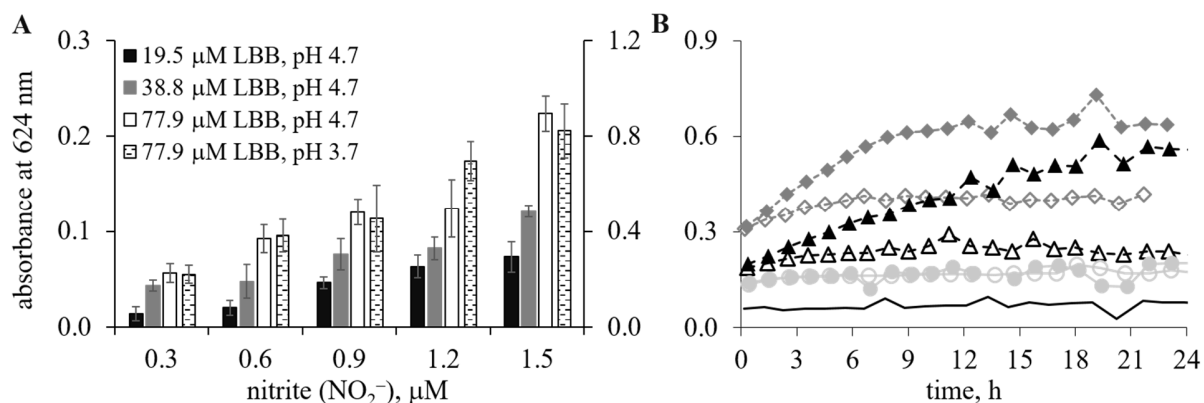 A
absorbance at 624 nm
0.3
0.2
0.1
0.0
19.5 μM LBB, pH 4.7
38.8 μM LBB, pH 4.7
77.9 μM LBB, pH 4.7
77.9 μM LBB, pH 3.7
1.2
0.8
0.4
0.0
0.3 0.6 0.9 1.2 1.5
nitrite (NO₂⁻), μM
B
0.9
0.6
0.3
0.0
0 3 6 9 12 15 18 21 24
time, h